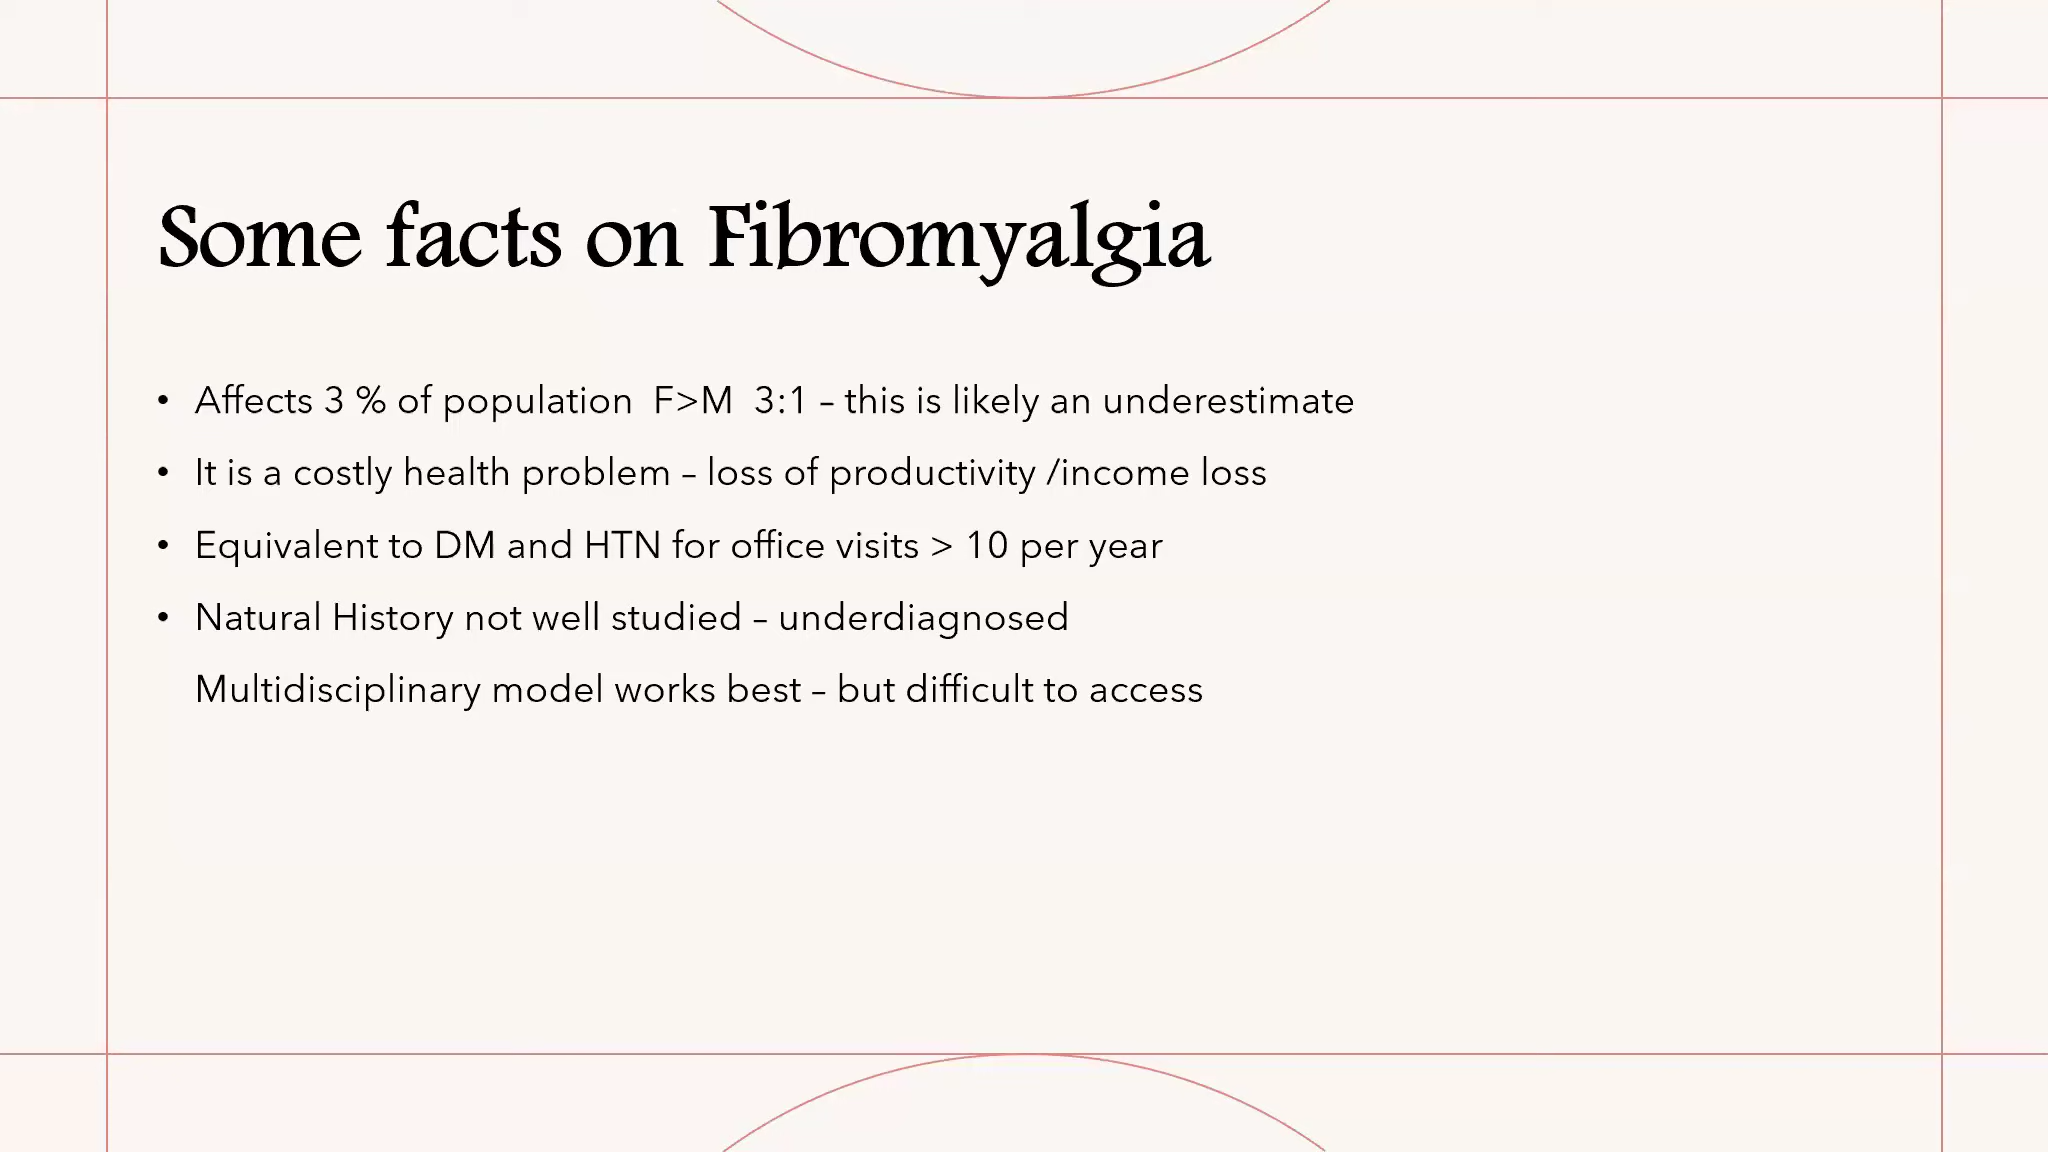 Some facts on Fibromyalgia
• Affects 3 % of population  F>M  3:1 – this is likely an underestimate
• It is a costly health problem – loss of productivity /income loss
• Equivalent to DM and HTN for office visits > 10 per year
• Natural History not well studied – underdiagnosed
Multidisciplinary model works best – but difficult to access